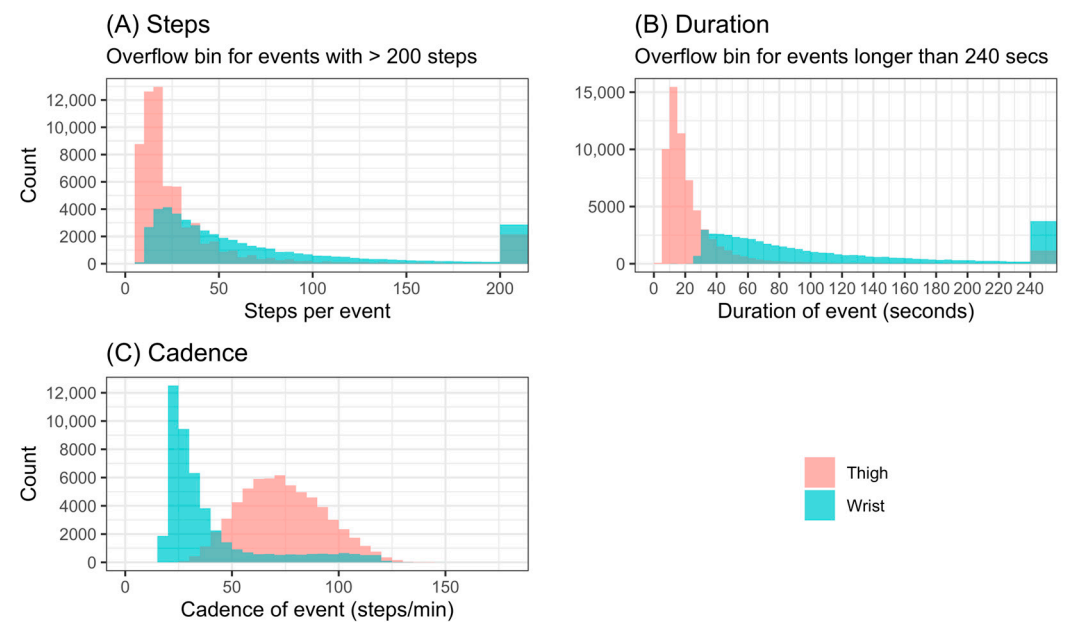 (A) Steps
Overflow bin for events with > 200 steps
Count
12,000
10,000
8000
6000
4000
2000
0
0 50 100 150 200
Steps per event
(B) Duration
Overflow bin for events longer than 240 secs
15,000
10,000
5000
0
0 20 40 60 80 100 120 140 160 180 200 220 240
Duration of event (seconds)
(C) Cadence
Count
12,000
10,000
8000
6000
4000
2000
0
0 50 100 150
Cadence of event (steps/min)
Thigh
Wrist